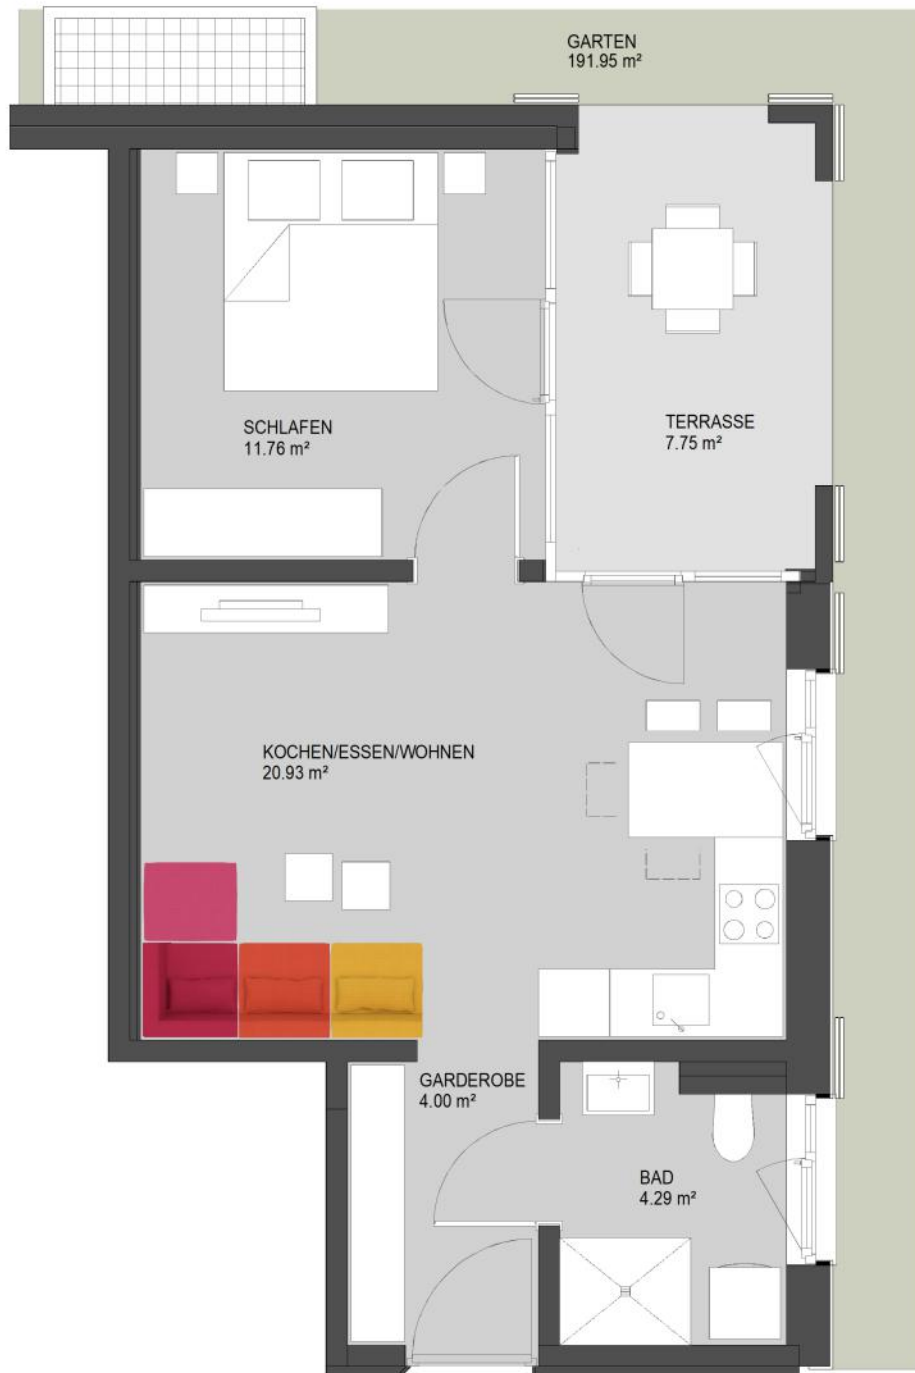 GARTEN
191.95 m²
SCHLAFEN
11.76 m²
TERRASSE
7.75 m²
KOCHEN/ESSEN/WOHNEN
20.93 m²
GARDEROBE
4.00 m²
BAD
4.29 m²